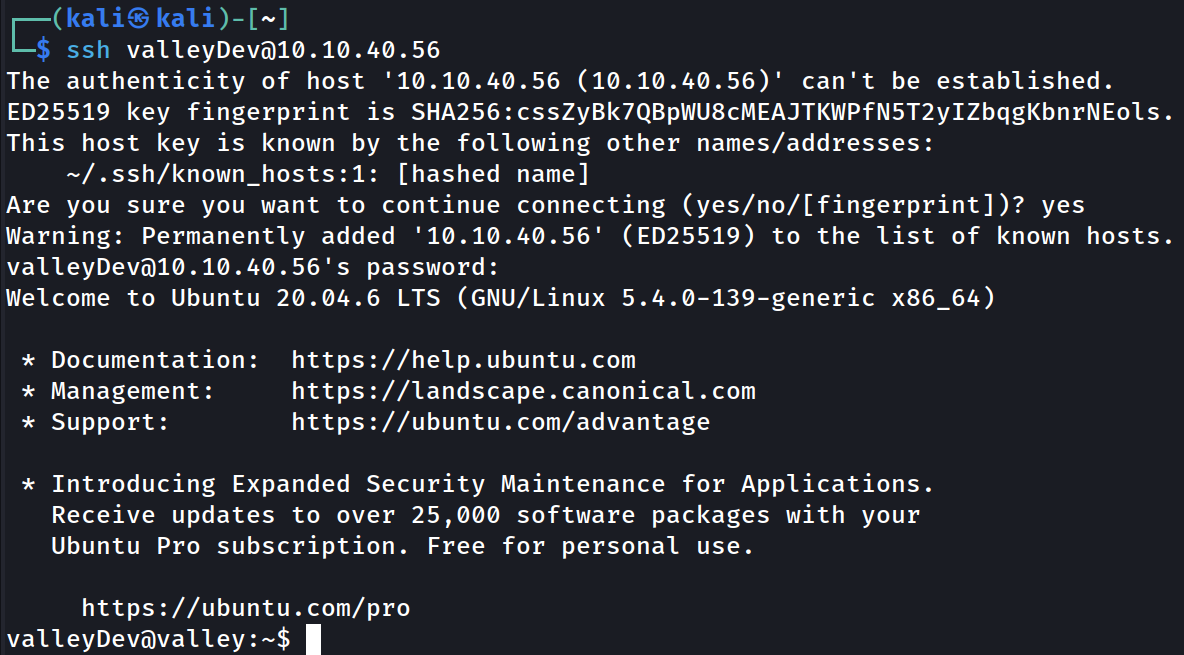 ┌──(kali㉿kali)-[~]
└─$ ssh valleyDev@10.10.40.56
The authenticity of host '10.10.40.56 (10.10.40.56)' can't be established.
ED25519 key fingerprint is SHA256:cssZyBk7QBpWU8cMEAJTKWPfN5T2yIZbqgKbnrNEols.
This host key is known by the following other names/addresses:
    ~/.ssh/known_hosts:1: [hashed name]
Are you sure you want to continue connecting (yes/no/[fingerprint])? yes
Warning: Permanently added '10.10.40.56' (ED25519) to the list of known hosts.
valleyDev@10.10.40.56's password:
Welcome to Ubuntu 20.04.6 LTS (GNU/Linux 5.4.0-139-generic x86_64)

 * Documentation:  https://help.ubuntu.com
 * Management:     https://landscape.canonical.com
 * Support:        https://ubuntu.com/advantage

 * Introducing Expanded Security Maintenance for Applications.
   Receive updates to over 25,000 software packages with your
   Ubuntu Pro subscription. Free for personal use.

     https://ubuntu.com/pro
valleyDev@valley:~$